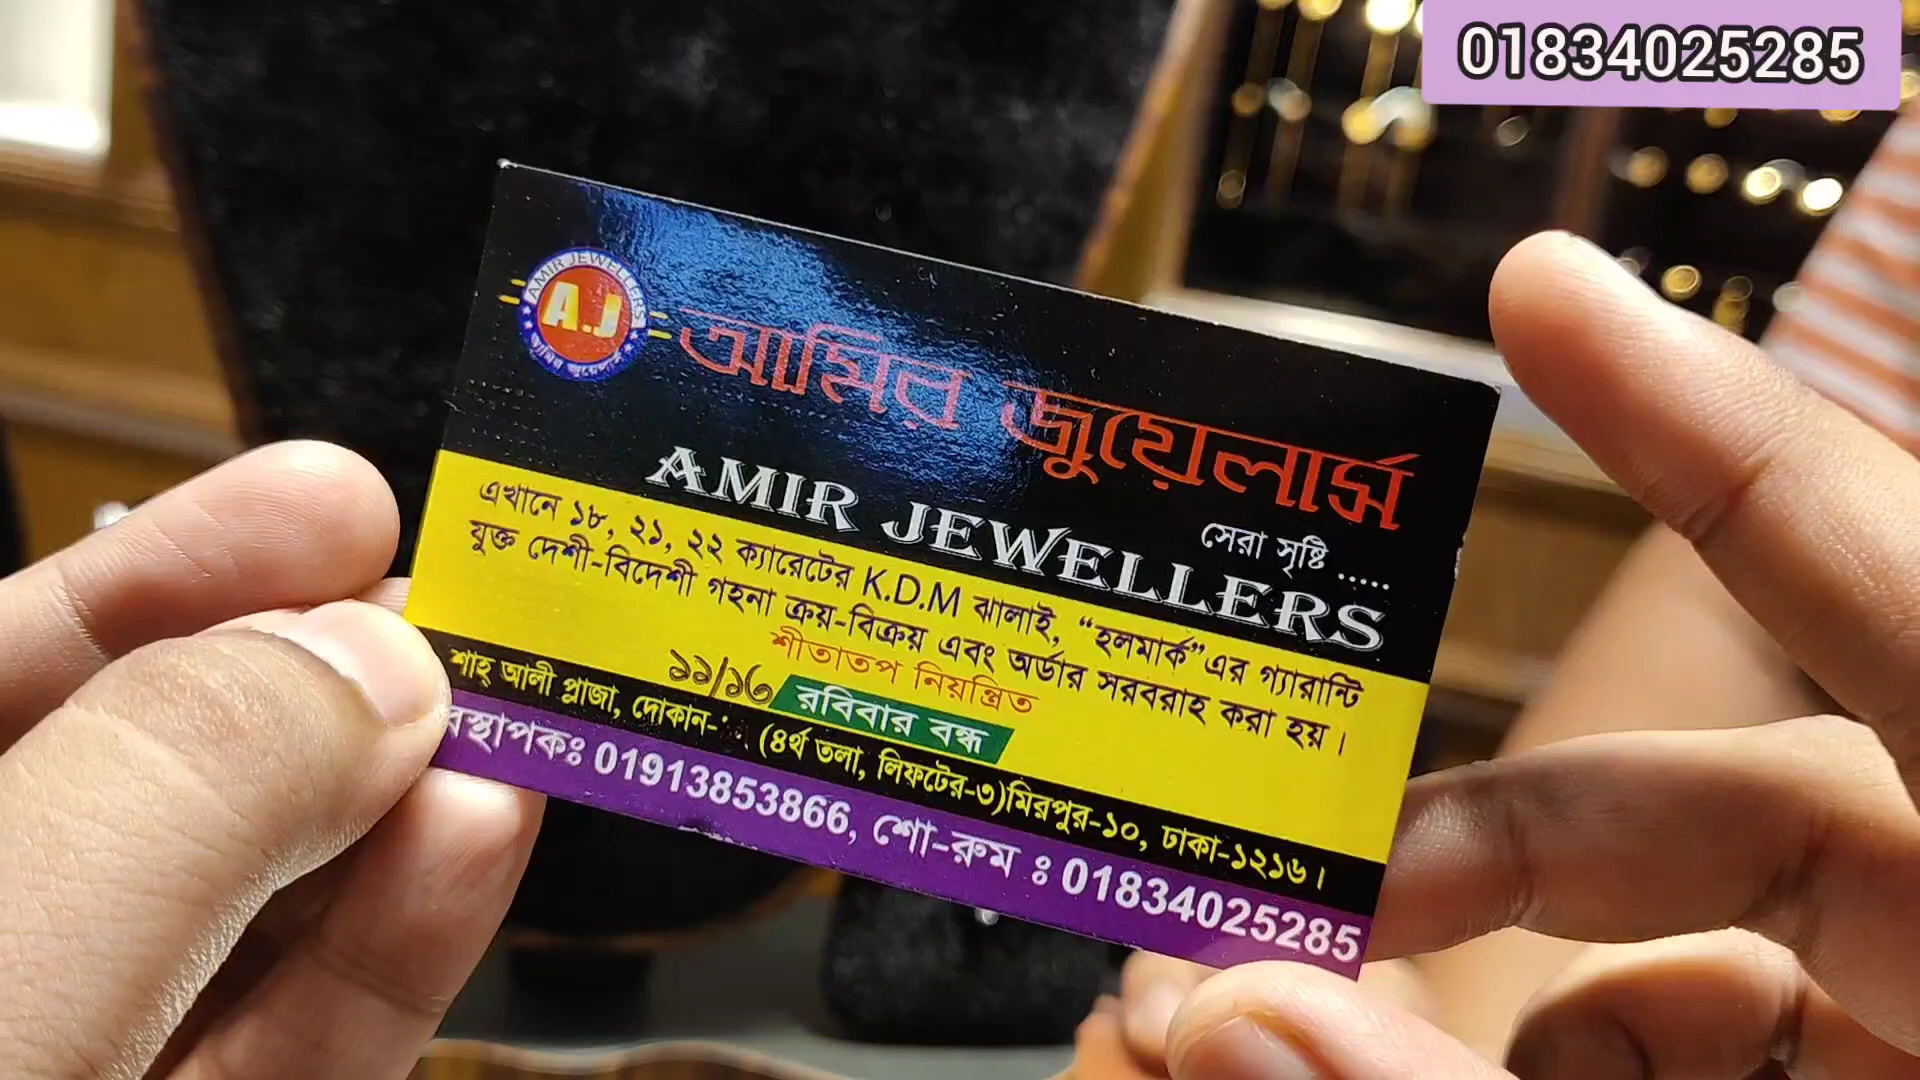 01834025285
AMIR JEWELLERS
A.J
আমির জুয়েলার্স
আমির জুয়েলার্স
সেরা সৃষ্টি .....
AMIR JEWELLERS
এখানে ১৮, ২১, ২২ ক্যারেটের K.D.M ঝালাই, “হলমার্ক”এর গ্যারান্টি
যুক্ত দেশী-বিদেশী গহনা ক্রয়-বিক্রয় এবং অর্ডার সরবরাহ করা হয়।
শীতাতপ নিয়ন্ত্রিত
১১/১৬ রবিবার বন্ধ
শাহ্ আলী প্লাজা, দোকান- (৪র্থ তলা, লিফটের-৩)মিরপুর-১০, ঢাকা-১২১৬।
বস্থাপকঃ 01913853866, শো-রুম ঃ 01834025285